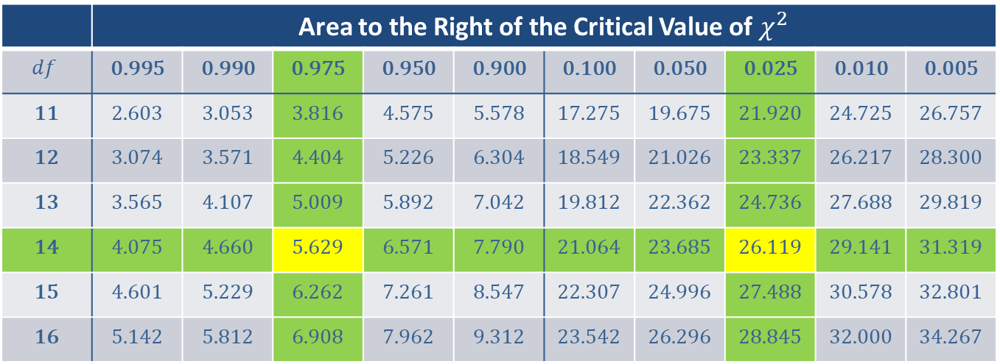 Area to the Right of the Critical Value of χ²
df 0.995 0.990 0.975 0.950 0.900 0.100 0.050 0.025 0.010 0.005
11 2.603 3.053 3.816 4.575 5.578 17.275 19.675 21.920 24.725 26.757
12 3.074 3.571 4.404 5.226 6.304 18.549 21.026 23.337 26.217 28.300
13 3.565 4.107 5.009 5.892 7.042 19.812 22.362 24.736 27.688 29.819
14 4.075 4.660 5.629 6.571 7.790 21.064 23.685 26.119 29.141 31.319
15 4.601 5.229 6.262 7.261 8.547 22.307 24.996 27.488 30.578 32.801
16 5.142 5.812 6.908 7.962 9.312 23.542 26.296 28.845 32.000 34.267